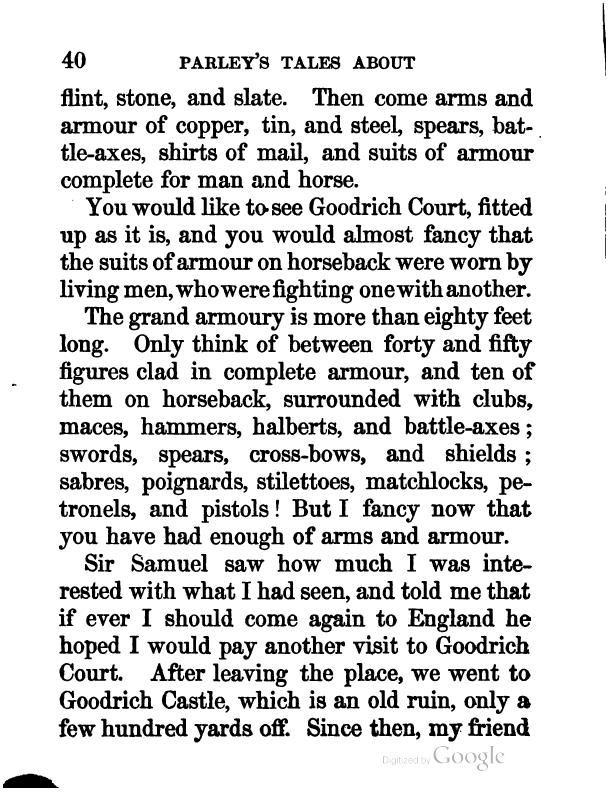 40 PARLEY'S TALES ABOUT
flint, stone, and slate. Then come arms and
armour of copper, tin, and steel, spears, bat-
tle-axes, shirts of mail, and suits of armour
complete for man and horse.
You would like to see Goodrich Court, fitted
up as it is, and you would almost fancy that
the suits of armour on horseback were worn by
living men, who were fighting one with another.
The grand armoury is more than eighty feet
long. Only think of between forty and fifty
figures clad in complete armour, and ten of
them on horseback, surrounded with clubs,
maces, hammers, halberts, and battle-axes;
swords, spears, cross-bows, and shields;
sabres, poignards, stilettoes, matchlocks, pe-
tronels, and pistols! But I fancy now that
you have had enough of arms and armour.
Sir Samuel saw how much I was inte-
rested with what I had seen, and told me that
if ever I should come again to England he
hoped I would pay another visit to Goodrich
Court. After leaving the place, we went to
Goodrich Castle, which is an old ruin, only a
few hundred yards off. Since then, my friend
Digitized by Google